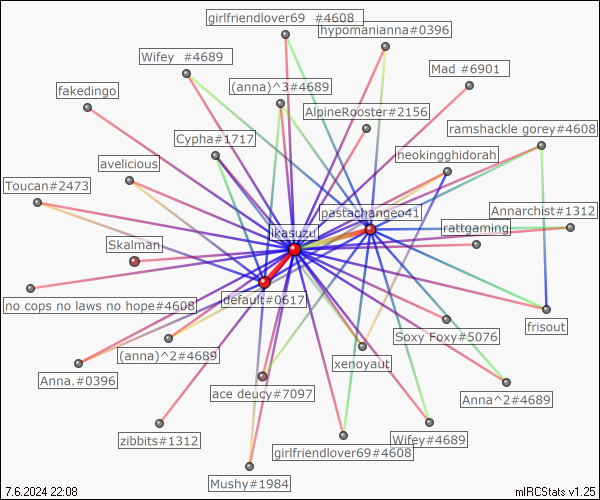 girlfriendlover69 #4608
hypomanianna#0396
Wifey #4689
Mad #6901
(anna)^3#4689
fakedingo
AlpineRooster#2156
ramshackle gorey#4608
Cypha#1717
neokingghidorah
avelicious
Toucan#2473
pastachangeo41
Annarchist#1312
likasuzu
rattgaming
Skalman
default#0617
no cops no laws no hope#4608
frisout
Soxy Foxy#5076
(anna)^2#4689
xenoyaut
Anna.#0396
ace deucy#7097
Anna^2#4689
zibbits#1312
Wifey#4689
girlfriendlover69#4608
Mushy#1984
7.6.2024 22:08
mIRCStats v1.25